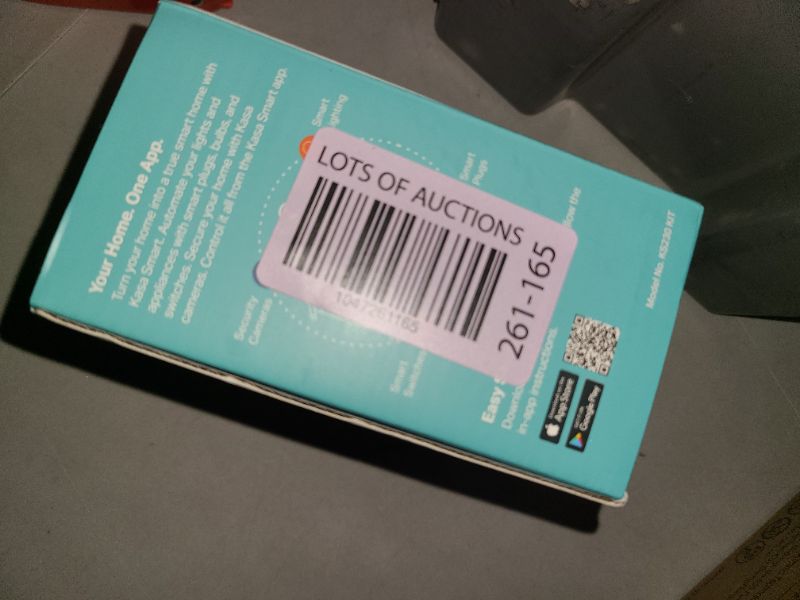 Your Home. One App.
Turn your home into a true smart home with
Kasa Smart. Automate your lights and
appliances with smart plugs, bulbs, and
switches. Secure your home with Kasa
cameras. Control it all from the Kasa Smart app.
Smart
Lighting
Smart
Plugs
Security
Cameras
Smart
Switches
LOTS OF AUCTIONS
1047261165
261-165
Easy
low the
in-app instructions.
App Store
Google Play
Model No. KS230 KIT